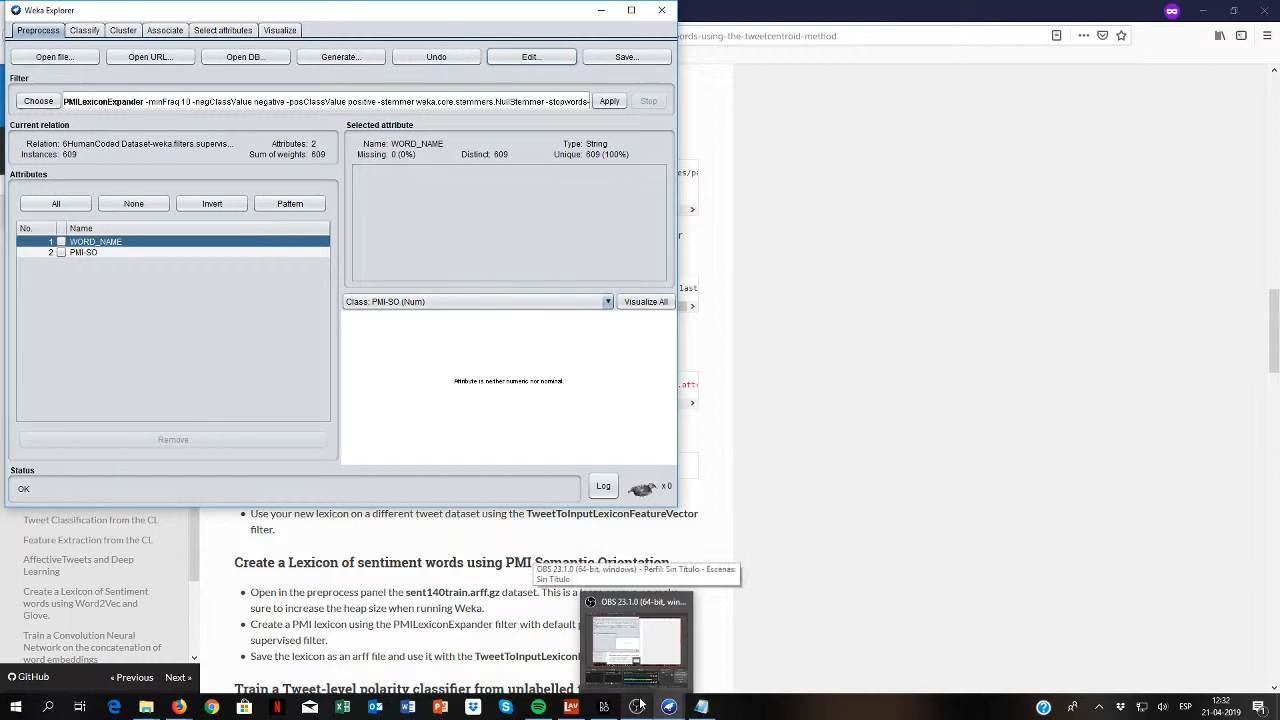 Weka Explorer
Preprocess Classify Cluster Associate Select attributes Visualize
words-using-the-tweetcentroid-method
Open file... Open URL... Open DB... Generate... Undo Edit... Save...
Filter
Choose PMILexiconExpander -minFreq 10 -negClassValue negative -posClassValue positive -stemmer weka.core.stemmers.NullStemmer -stopwords- Apply Stop
Current relation
Relation: 6HumanCoded Dataset-weka.filters.supervis... Attributes: 2
Instances: 609 Sum of weights: 609
Selected attribute
Name: WORD_NAME Type: String
Missing: 0 (0%) Distinct: 609 Unique: 609 (100%)
es/pa
Attributes
All None Invert Pattern
No. Name
1 WORD_NAME
2 PMI-SO
r
last
Class: PMI-SO (Num) Visualize All
Attribute is neither numeric nor nominal.
.att
Remove
Status
OK
Log x 0
Tweet Classification from the CL
Feature Extraction from the CL
AffectiveTweets and Deep
Learning
Train a Lexicon of Sentiment
words using Word2Vec and
Glove.
Train a Convolution Neural
Network on the concatenation of
word embeddings
GitHub
Use your new lexicon on a different tweet dataset using the TweetToInputLexiconFeatureVector
filter.
Create a Lexicon of sentiment words using PMI Semantic Orientation
Open in the preprocess panel the sent140train.arff.gz dataset. This is a large
sure to increase the heap size when running Weka.
Create a PMI lexicon using the PMILexiconExpander filter with default p
supervised filter.
Save the lexicon as an arff file and use it with the TweetToInputLexicon
OBS 23.1.0 (64-bit, windows) - Perfil: Sin Título - Escenas:
Sin Título
OBS 23.1.0 (64-bit, win...
ESP
12:32
21-04-2019